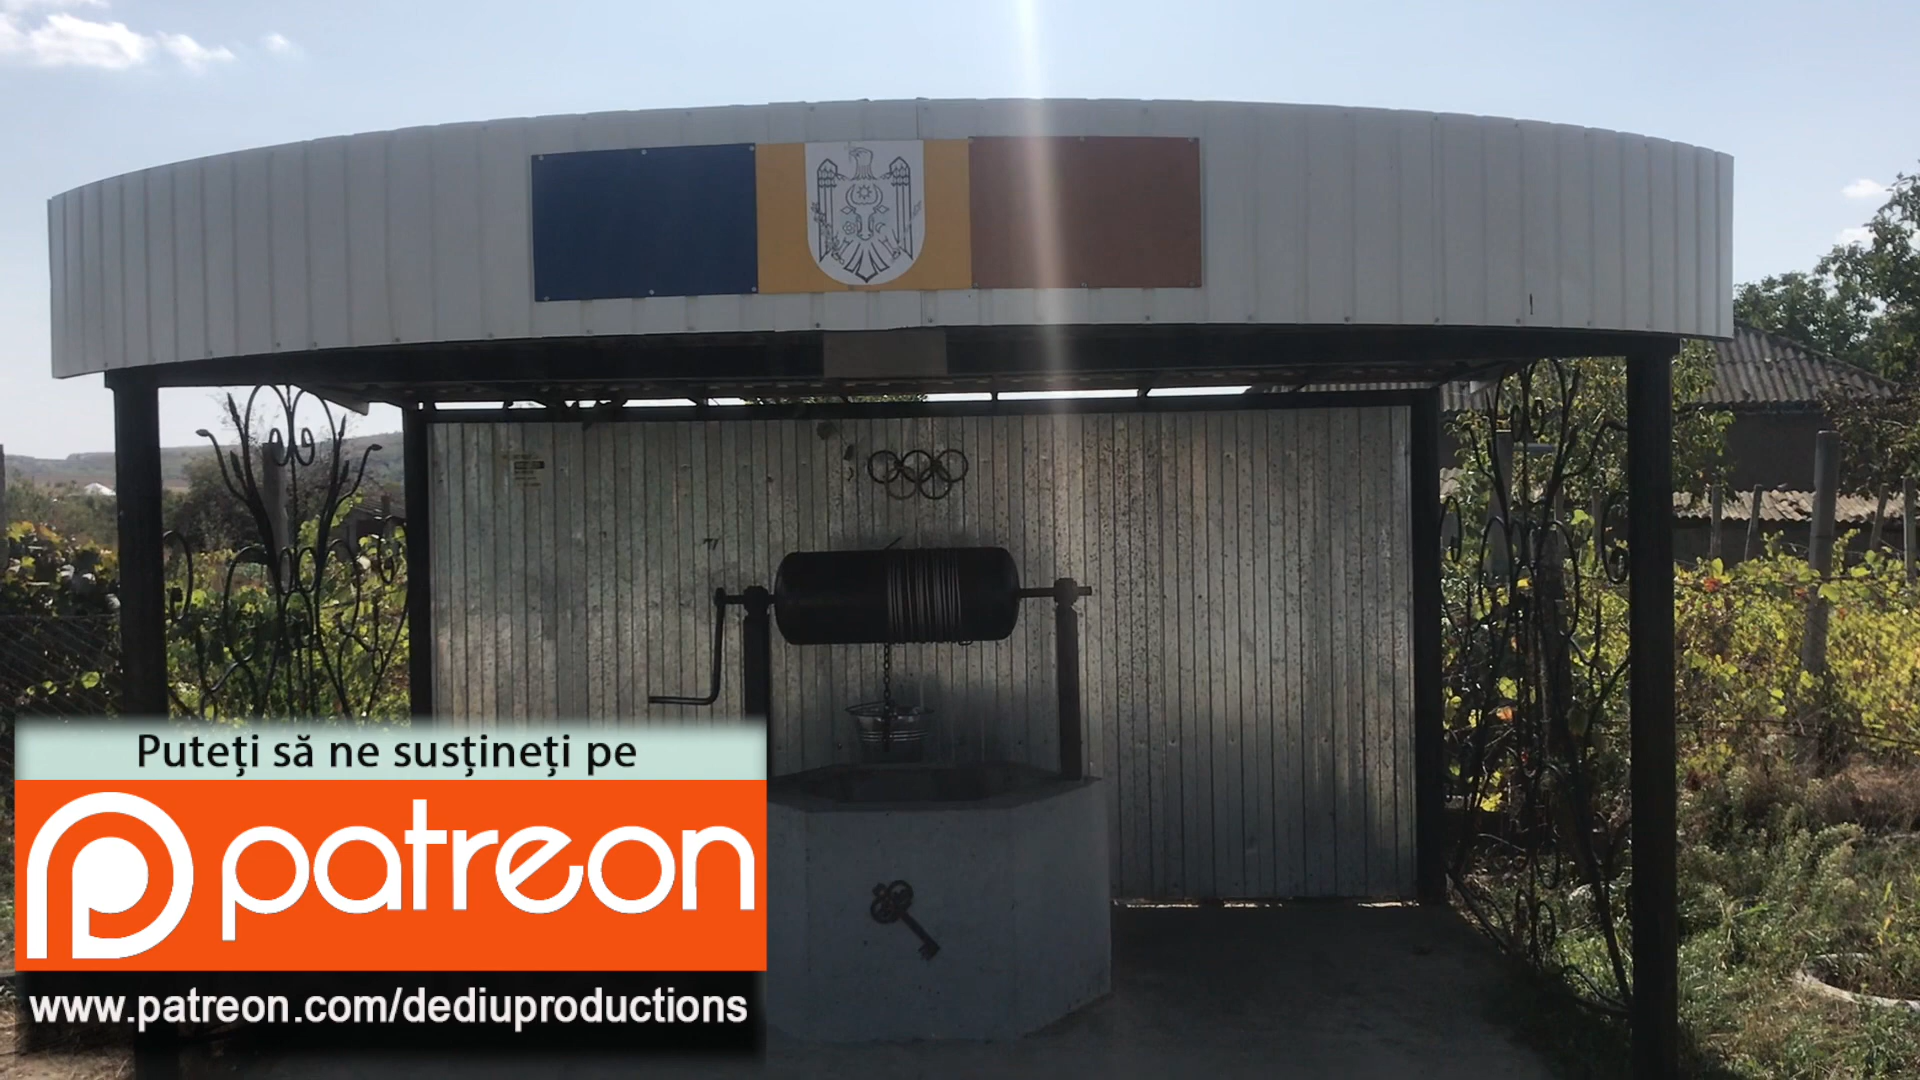 Puteți să ne susțineți pe
patreon
www.patreon.com/dediuproductions